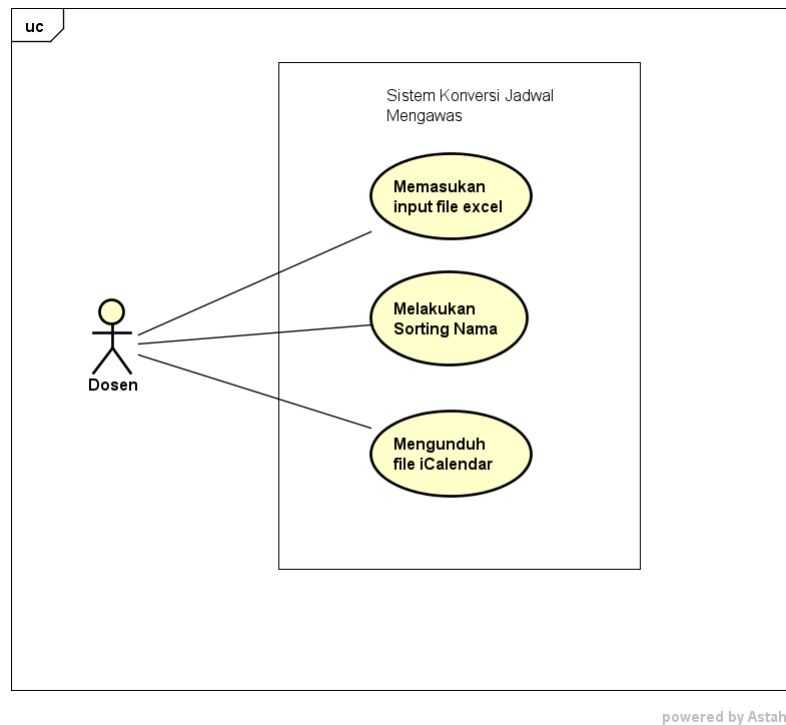 uc
Sistem Konversi Jadwal
Mengawas
Memasukan
input file excel
Melakukan
Sorting Nama
Dosen
Mengunduh
file iCalendar
powered by Astah